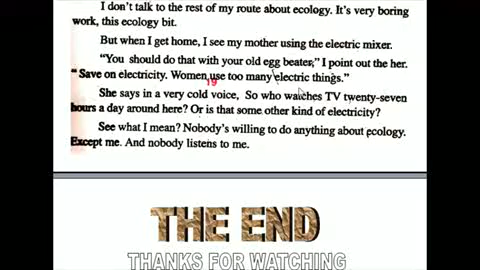 I don't talk to the rest of my route about ecology. It's very boring
work, this ecology bit.
But when I get home, I see my mother using the electric mixer.
"You should do that with your old egg beater," I point out the her.
"Save on electricity. Women use too many electric things."
19
She says in a very cold voice, So who watches TV twenty-seven
hours a day around here? Or is that some other kind of electricity?
See what I mean? Nobody's willing to do anything about ecology.
Except me. And nobody listens to me.
THE END
THANKS FOR WATCHING